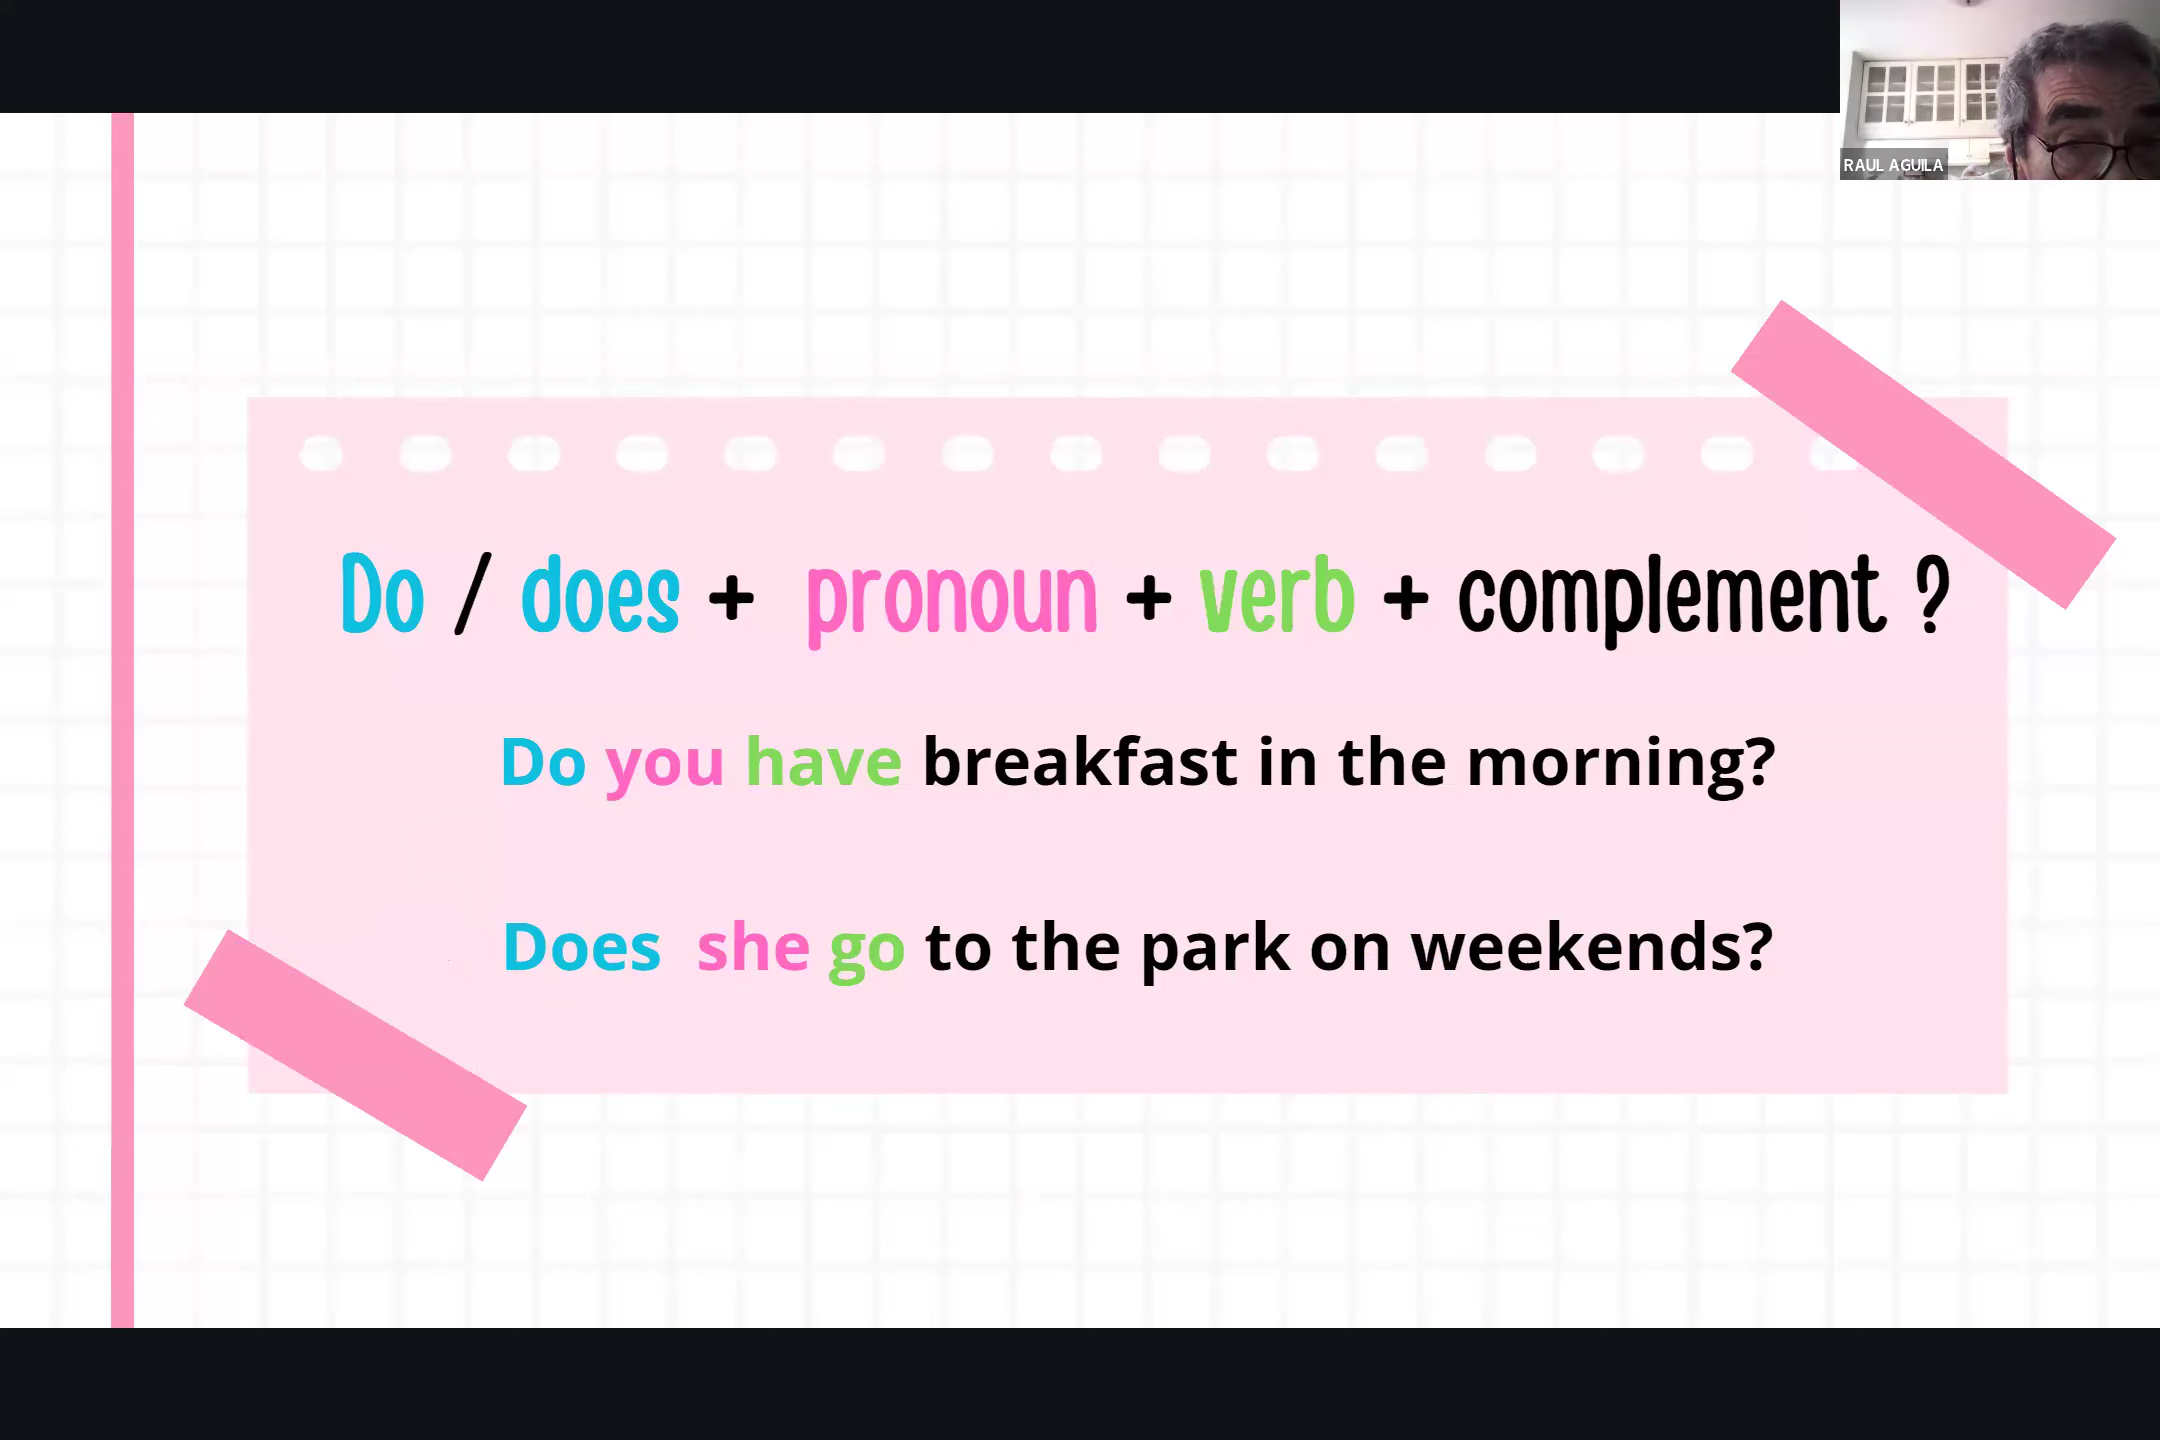 RAUL AGUILA
Do / does + pronoun + verb + complement ?
Do you have breakfast in the morning?
Does she go to the park on weekends?